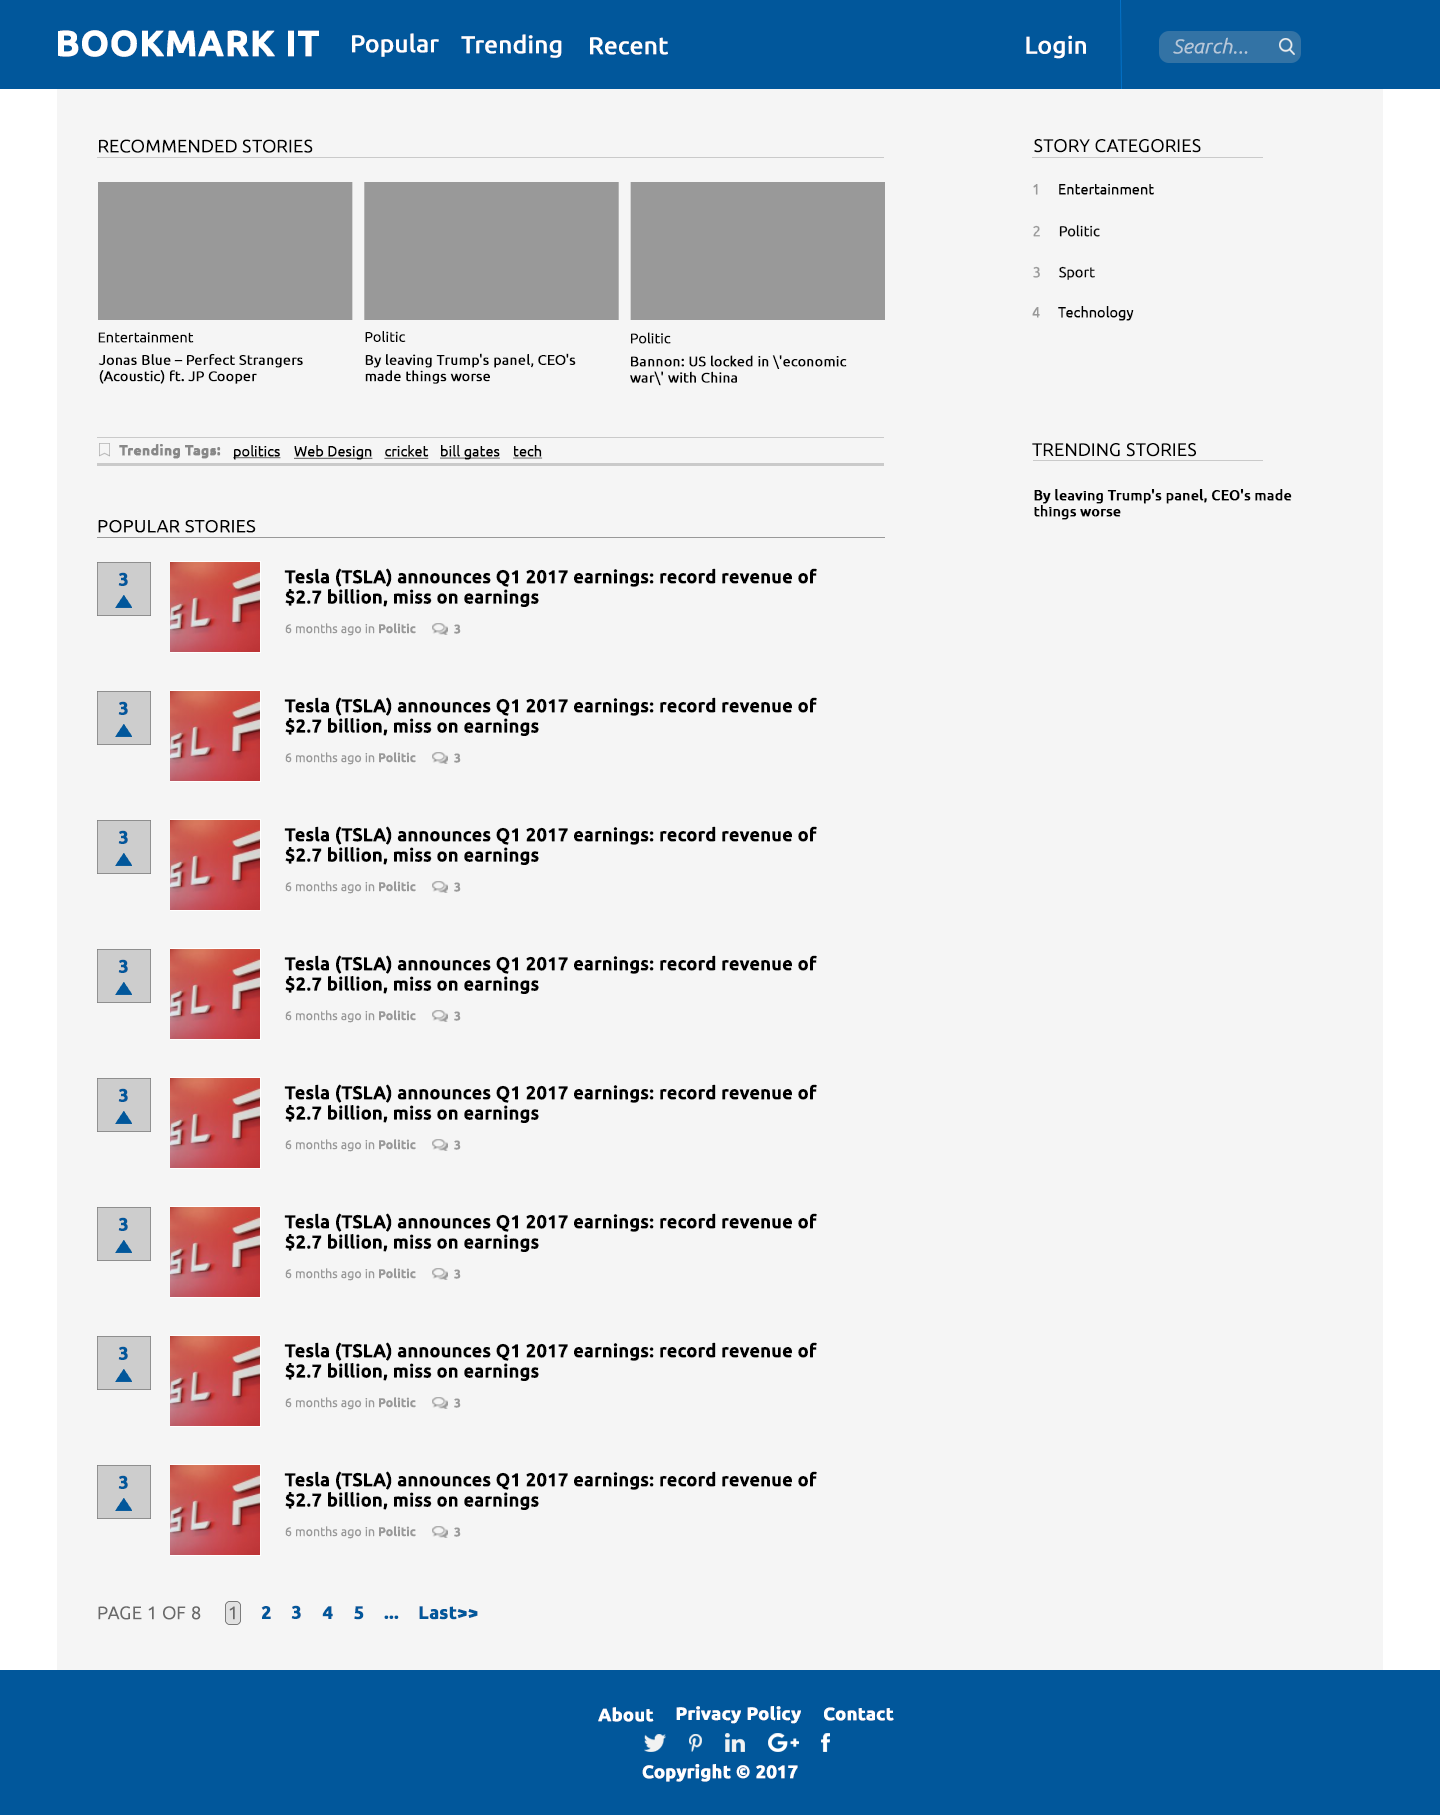 BOOKMARK IT Popular Trending Recent Login Search...
RECOMMENDED STORIES
Entertainment
Jonas Blue – Perfect Strangers
(Acoustic) ft. JP Cooper
Politic
By leaving Trump's panel, CEO's
made things worse
Politic
Bannon: US locked in \'economic
war\' with China
Trending Tags: politics Web Design cricket bill gates tech
STORY CATEGORIES
1 Entertainment
2 Politic
3 Sport
4 Technology
TRENDING STORIES
By leaving Trump's panel, CEO's made
things worse
POPULAR STORIES
3
Tesla (TSLA) announces Q1 2017 earnings: record revenue of
$2.7 billion, miss on earnings
6 months ago in Politic 3
3
Tesla (TSLA) announces Q1 2017 earnings: record revenue of
$2.7 billion, miss on earnings
6 months ago in Politic 3
3
Tesla (TSLA) announces Q1 2017 earnings: record revenue of
$2.7 billion, miss on earnings
6 months ago in Politic 3
3
Tesla (TSLA) announces Q1 2017 earnings: record revenue of
$2.7 billion, miss on earnings
6 months ago in Politic 3
3
Tesla (TSLA) announces Q1 2017 earnings: record revenue of
$2.7 billion, miss on earnings
6 months ago in Politic 3
3
Tesla (TSLA) announces Q1 2017 earnings: record revenue of
$2.7 billion, miss on earnings
6 months ago in Politic 3
3
Tesla (TSLA) announces Q1 2017 earnings: record revenue of
$2.7 billion, miss on earnings
6 months ago in Politic 3
3
Tesla (TSLA) announces Q1 2017 earnings: record revenue of
$2.7 billion, miss on earnings
6 months ago in Politic 3
PAGE 1 OF 8 1 2 3 4 5 ... Last>>
About Privacy Policy Contact
Copyright © 2017